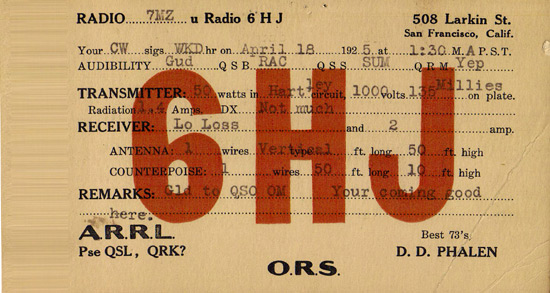 RADIO 7MZ u Radio 6HJ 508 Larkin St.
San Francisco, Calif.
Your CW sigs. WKD hr on April 18 1925 at 1:30 M.A P.S.T.
AUDIBILITY Gud Q S B RAC Q S S SUM Q R M Yep
TRANSMITTER: 50 watts in Hartley circuit, 1000 volts 135 Millies on plate.
Radiation 1.4 Amps. DX Not much
RECEIVER: Lo Loss and 2 amp.
ANTENNA: 1 wires Vertical type ft. long 50 ft. high
COUNTERPOISE: 1 wires 50 ft. long 10 ft. high
REMARKS: Gld to QSO OM Your coming good
here.
6HJ
A.R.R.L. Best 73's
Pse QSL, QRK? D. D. PHALEN
O.R.S.